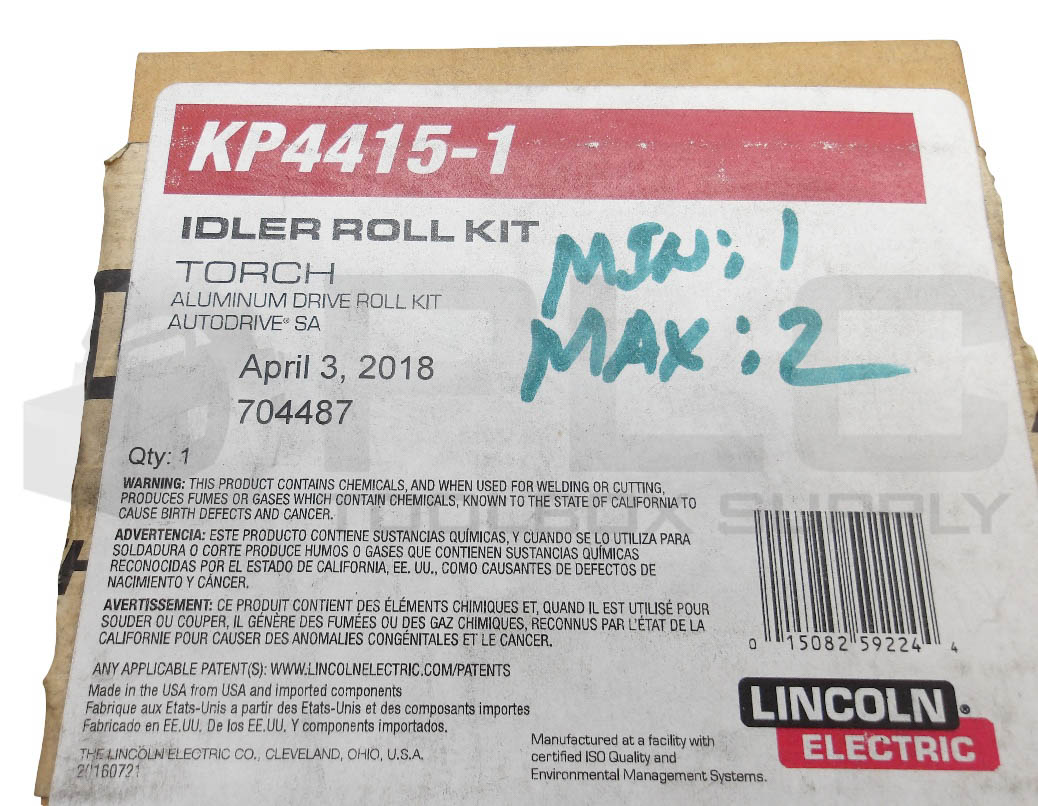 KP4415-1
IDLER ROLL KIT
MIN: 1
TORCH
ALUMINUM DRIVE ROLL KIT
AUTODRIVE® SA
MAX: 2
April 3, 2018
704487
Qty: 1
WARNING: THIS PRODUCT CONTAINS CHEMICALS, AND WHEN USED FOR WELDING OR CUTTING,
PRODUCES FUMES OR GASES WHICH CONTAIN CHEMICALS, KNOWN TO THE STATE OF CALIFORNIA TO
CAUSE BIRTH DEFECTS AND CANCER.
ADVERTENCIA: ESTE PRODUCTO CONTIENE SUSTANCIAS QUÍMICAS, Y CUANDO SE LO UTILIZA PARA
SOLDADURA O CORTE PRODUCE HUMOS O GASES QUE CONTIENEN SUSTANCIAS QUÍMICAS
RECONOCIDAS POR EL ESTADO DE CALIFORNIA, EE. UU., COMO CAUSANTES DE DEFECTOS DE
NACIMIENTO Y CÁNCER.
AVERTISSEMENT: CE PRODUIT CONTIENT DES ÉLÉMENTS CHIMIQUES ET, QUAND IL EST UTILISÉ POUR
SOUDER OU COUPER, IL GÉNÈRE DES FUMÉES OU DES GAZ CHIMIQUES, RECONNUS PAR L'ÉTAT DE LA
CALIFORNIE POUR CAUSER DES ANOMALIES CONGÉNITALES ET LE CANCER.
0 15082 59224 4
ANY APPLICABLE PATENT(S): WWW.LINCOLNELECTRIC.COM/PATENTS
Made in the USA from USA and imported components
Fabrique aux Etats-Unis a partir des Etats-Unis et des composants importes
Fabricado en EE.UU. De los EE.UU. Y components importados.
LINCOLN®
ELECTRIC
THE LINCOLN ELECTRIC CO., CLEVELAND, OHIO, U.S.A.
20160721
Manufactured at a facility with
certified ISO Quality and
Environmental Management Systems.
PLC
TOOLBOX SUPPLY